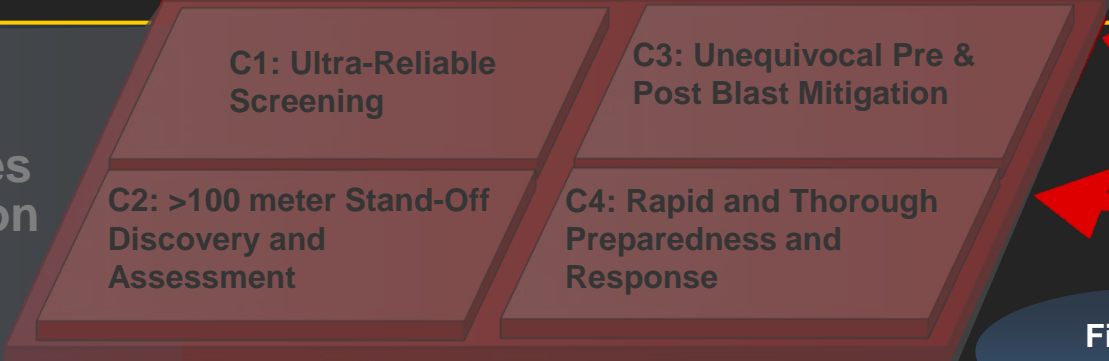 C1: Ultra-Reliable
Screening
C3: Unequivocal Pre &
Post Blast Mitigation
C2: >100 meter Stand-Off
Discovery and
Assessment
C4: Rapid and Thorough
Preparedness and
Response